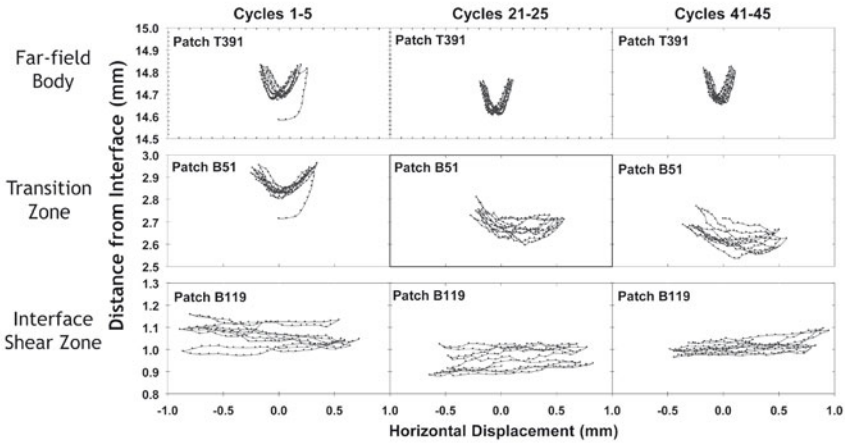 Cycles 1-5 Cycles 21-25 Cycles 41-45
Far-field
Body
Transition
Zone
Interface
Shear Zone
Distance from Interface (mm)
15.0
14.9
14.8
14.7
14.6
14.5
Patch T391 Patch T391 Patch T391
3.0
2.9
2.8
2.7
2.6
2.5
Patch B51 Patch B51 Patch B51
1.3
1.2
1.1
1.0
0.9
0.8
Patch B119 Patch B119 Patch B119
-1.0 -0.5 0.0 0.5 1.0 -0.5 0.0 0.5 1.0 -0.5 0.0 0.5 1.0
Horizontal Displacement (mm)